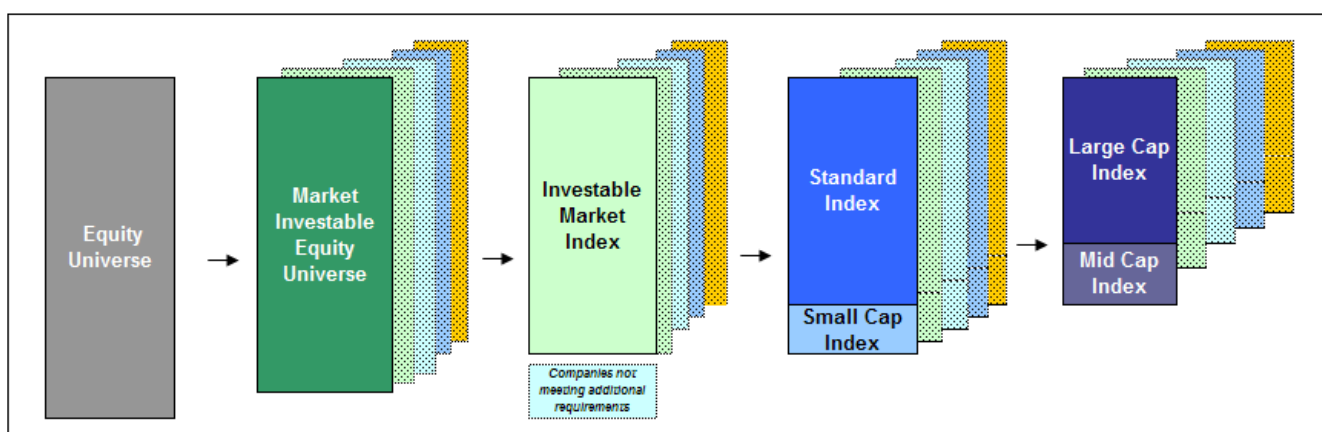 Equity
Universe
Market
Investable
Equity
Universe
Investable
Market
Index
Companies not
meeting additional
requirements
Standard
Index
Small Cap
Index
Large Cap
Index
Mid Cap
Index